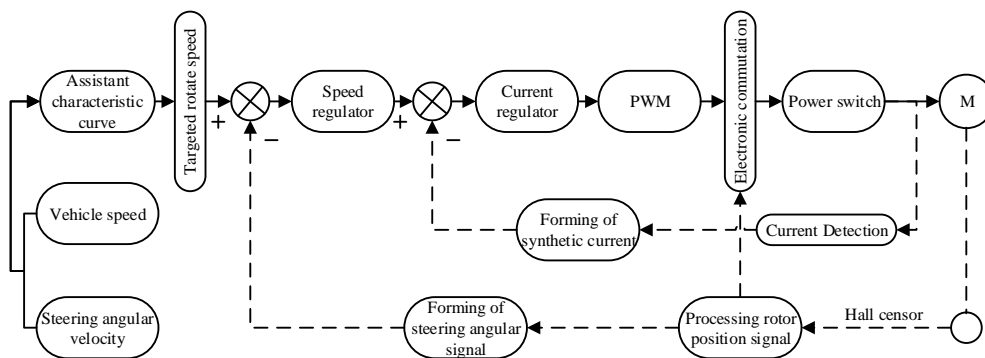 Assistant
characteristic
curve
Targeted rotate speed
+
−
Speed
regulator
+
−
Current
regulator
PWM
Electronic commutation
Power switch
M
Vehicle speed
Forming of
synthetic current
Current Detection
Steering angular
velocity
Forming of
steering angular
signal
Processing rotor
position signal
Hall censor